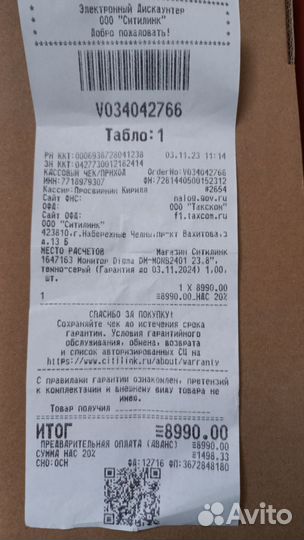 Электронный Дискаунтер
ООО "Ситилинк"
Добро пожаловать!
V034042766
Табло: 1
РН ККТ:0006938728041238 03.11.23 11:14
ЗН ККТ:0427730012182414
КАССОВЫЙ ЧЕК/ПРИХОД OrderNo:V034042766
ИНН:7718979307 ФН:7281440500152312
Кассир:Просвирник Кирилл #2654
Сайт ФНС: nalog.gov.ru
ОФД: ООО "Такском"
Сайт ОФД: f1.taxcom.ru
ООО "Ситилинк"
423810,г.Набережные Челны,пр-кт Вахитова,з
д.13 Б
МЕСТО РАСЧЕТОВ Магазин Ситилинк
1647163 Монитор Digma DM-MONB2401 23.8",
темно-серый (Гарантия до 03.11.2024) 1.00,
шт.
1 X 8990.00
1 =8990.00_НДС 20%
СПАСИБО ЗА ПОКУПКУ!
Сохраняйте чек до истечения срока
гарантии. Условия гарантийного
обслуживания, обмена, возврата
и список авторизованных СЦ на
https://www.citilink.ru/about/warranty
С правилами гарантии ознакомлен, претензий
к комплектации и внешнему виду товара не
имею.
Товар получил
ИТОГ =8990.00
ПРЕДВАРИТЕЛЬНАЯ ОПЛАТА (АВАНС) =8990.00
СУММА НДС 20% =1498.33
СНО:ОСН ФД:12716 ФП:3672848180
Avito